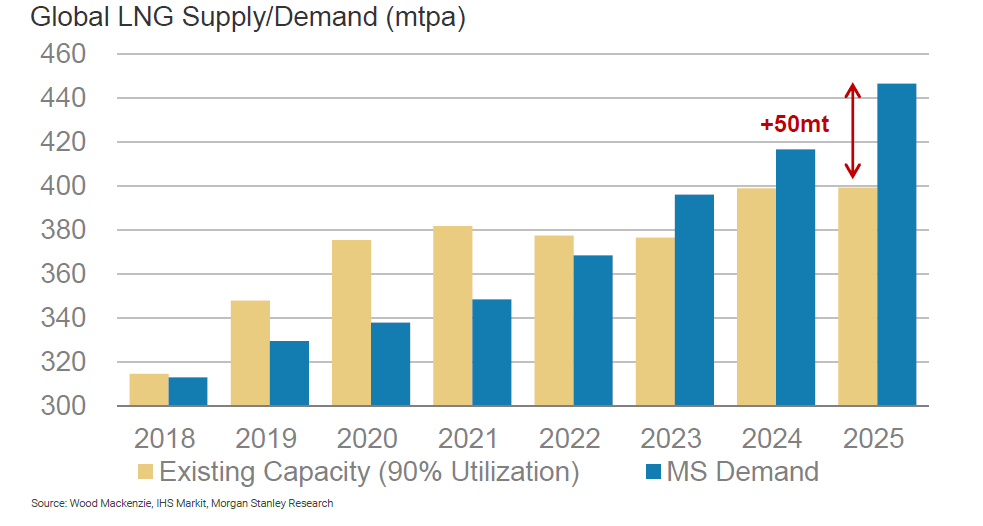 Global LNG Supply/Demand (mtpa)
460
440
+50mt
420
400
380
360
340
320
300
2018 2019 2020 2021 2022 2023 2024 2025
Existing Capacity (90% Utilization) MS Demand
Source: Wood Mackenzie, IHS Markit, Morgan Stanley Research